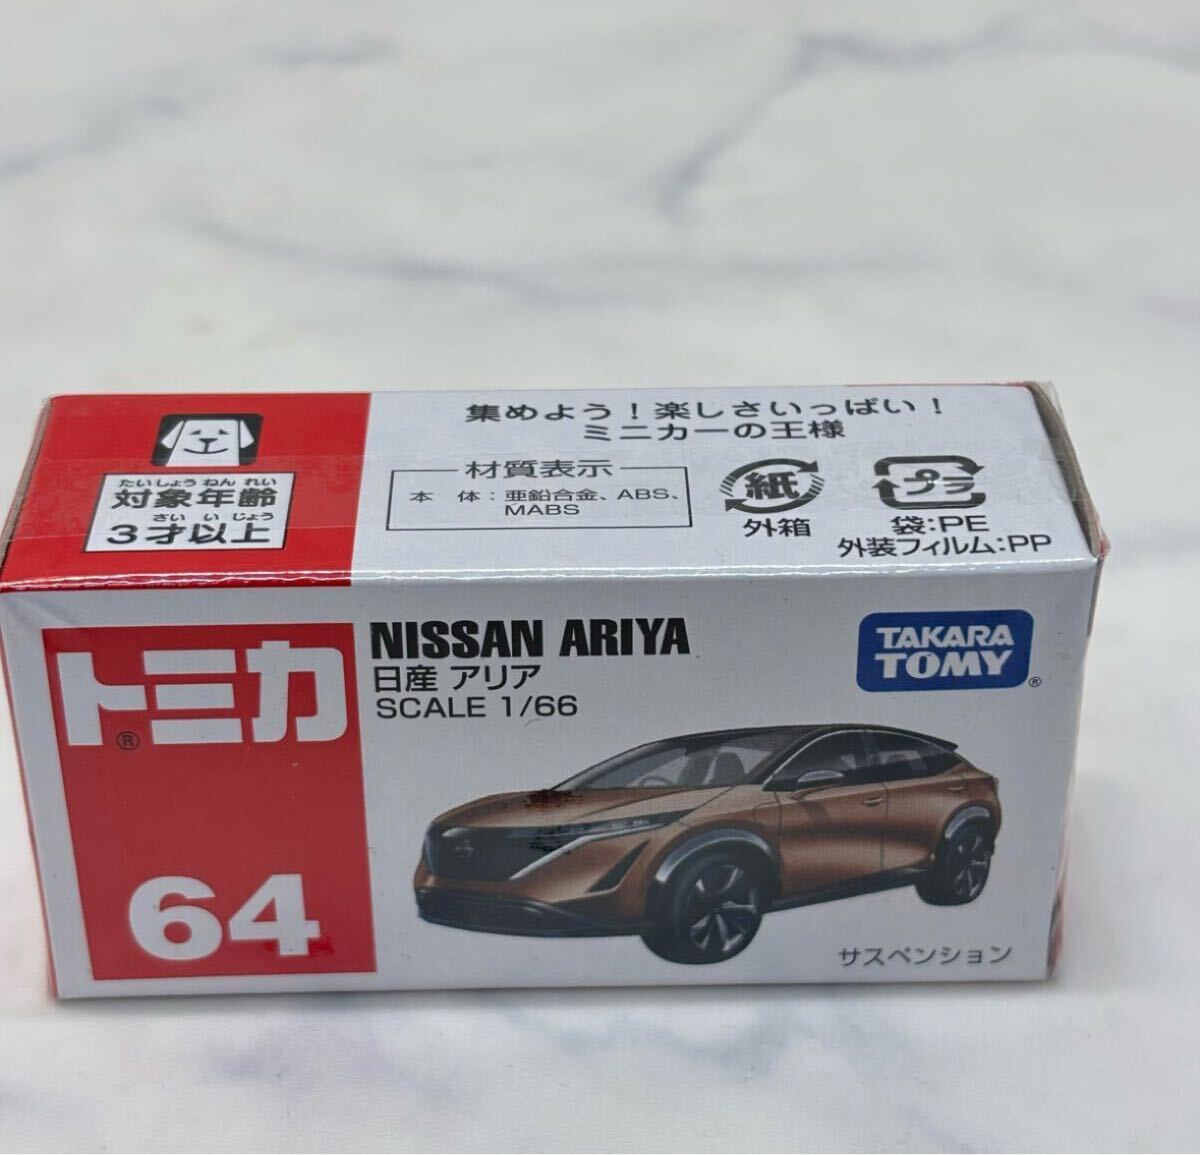 集めよう！楽しさいっぱい！
ミニカーの王様
たいしょうねんれい
対象年齢
さいいじょう
3才以上
材質表示
本 体：亜鉛合金、ABS、
MABS
紙
外箱
プラ
袋:PE
外装フィルム:PP
トミカ®
64
NISSAN ARIYA
日産 アリア
SCALE 1/66
TAKARA
TOMY®
サスペンション